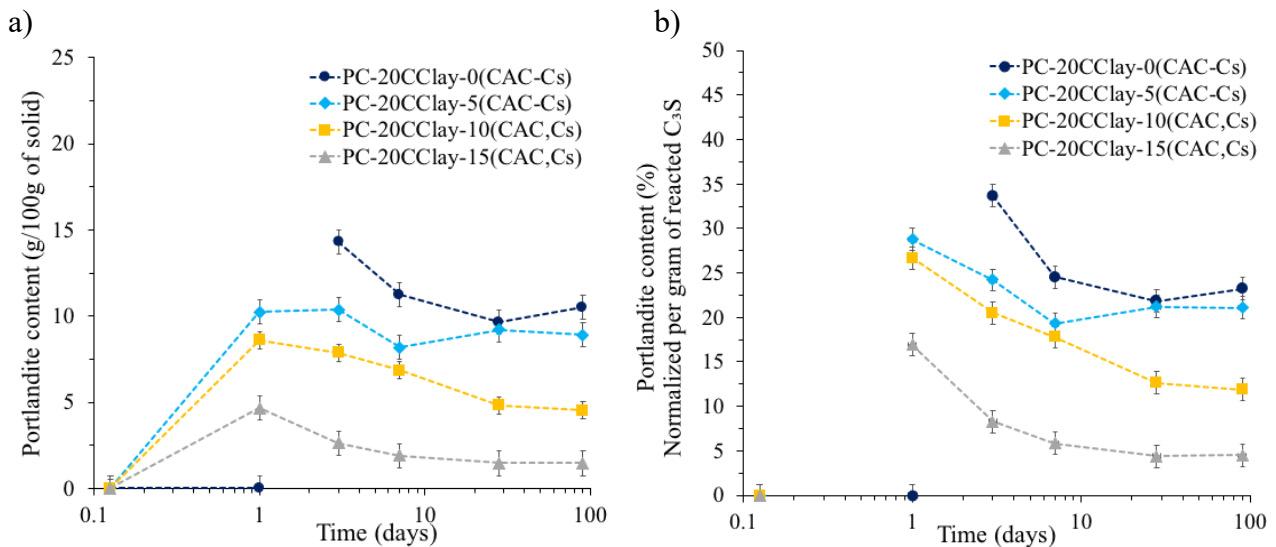 a)
25
20
15
10
5
0
Portlandite content (g/100g of solid)
PC-20CClay-0(CAC-Cs)
PC-20CClay-5(CAC-Cs)
PC-20CClay-10(CAC,Cs)
PC-20CClay-15(CAC,Cs)
0.1
1
10
100
Time (days)
b)
50
45
40
35
30
25
20
15
10
5
0
Portlandite content (%)
Normalized per gram of reacted C₃S
PC-20CClay-0(CAC-Cs)
PC-20CClay-5(CAC-Cs)
PC-20CClay-10(CAC,Cs)
PC-20CClay-15(CAC,Cs)
0.1
1
10
100
Time (days)